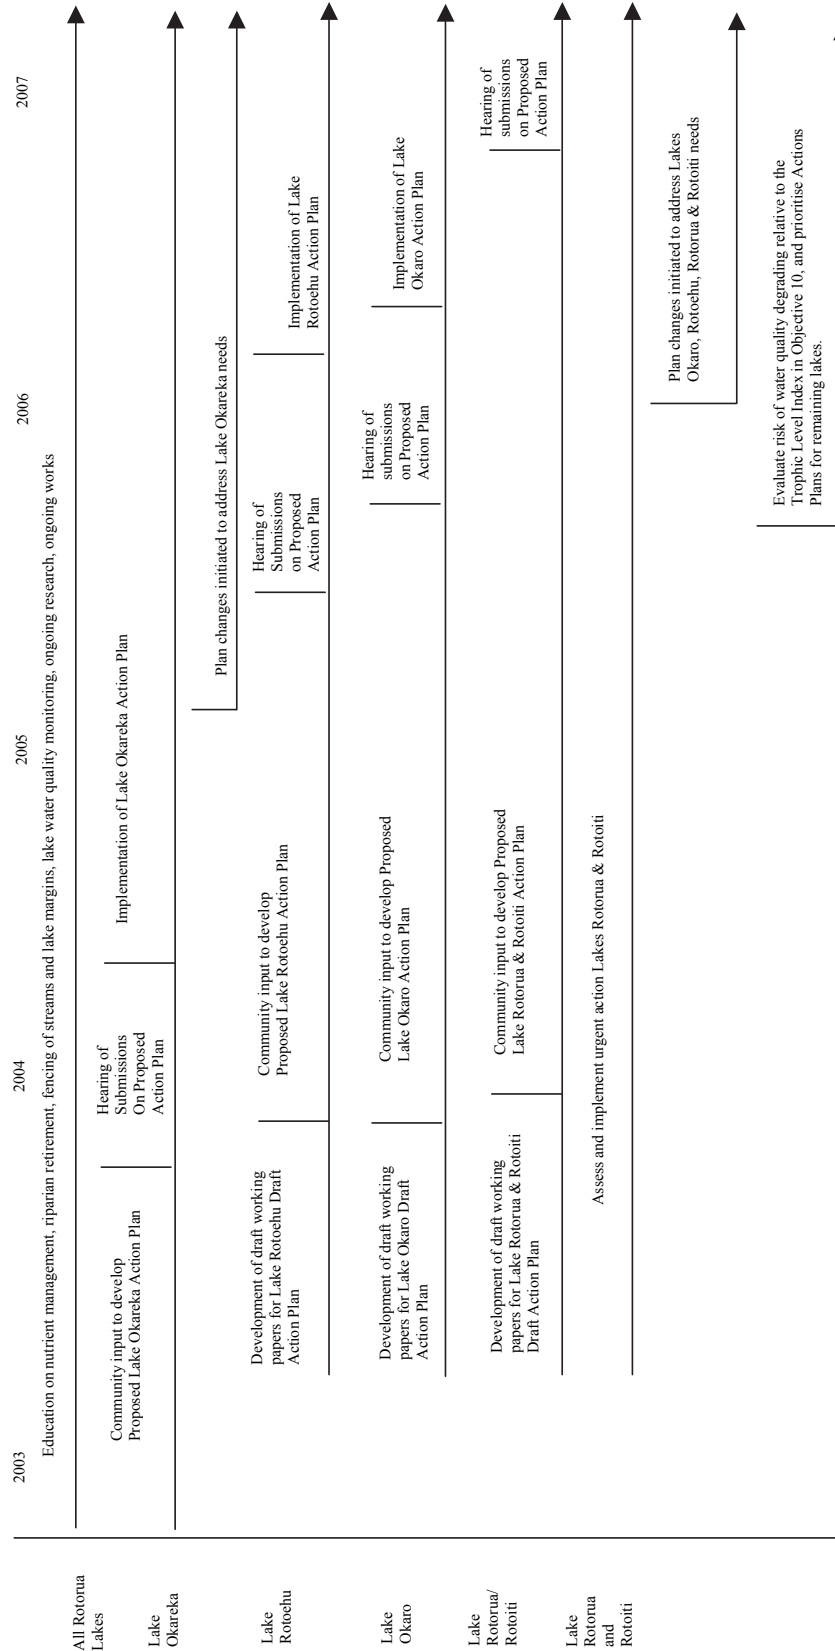 2003
2004
2005
2006
2007
All Rotorua
Lakes
Education on nutrient management, riparian retirement, fencing of streams and lake margins, lake water quality monitoring, ongoing research, ongoing works
Lake
Okareka
Community input to develop
Proposed Lake Okareka Action Plan
Hearing of
Submissions
On Proposed
Action Plan
Implementation of Lake Okareka Action Plan
Plan changes initiated to address Lake Okareka needs
Lake
Rotoehu
Development of draft working
papers for Lake Rotoehu Draft
Action Plan
Community input to develop
Proposed Lake Rotoehu Action Plan
Hearing of
Submissions
on Proposed
Action Plan
Implementation of Lake
Rotoehu Action Plan
Lake
Okaro
Development of draft working
papers for Lake Okaro Draft
Action Plan
Community input to develop Proposed
Lake Okaro Action Plan
Hearing of
submissions
on Proposed
Action Plan
Implementation of Lake
Okaro Action Plan
Lake
Rotorua/
Rotoiti
Development of draft working
papers for Lake Rotorua & Rotoiti
Draft Action Plan
Community input to develop Proposed
Lake Rotorua & Rotoiti Action Plan
Hearing of
submissions
on Proposed
Action Plan
Lake
Rotorua
and
Rotoiti
Assess and implement urgent action Lakes Rotorua & Rotoiti
Plan changes initiated to address Lakes
Okaro, Rotoehu, Rotorua & Rotoiti needs
Evaluate risk of water quality degrading relative to the
Trophic Level Index in Objective 10, and prioritise Actions
Plans for remaining lakes.